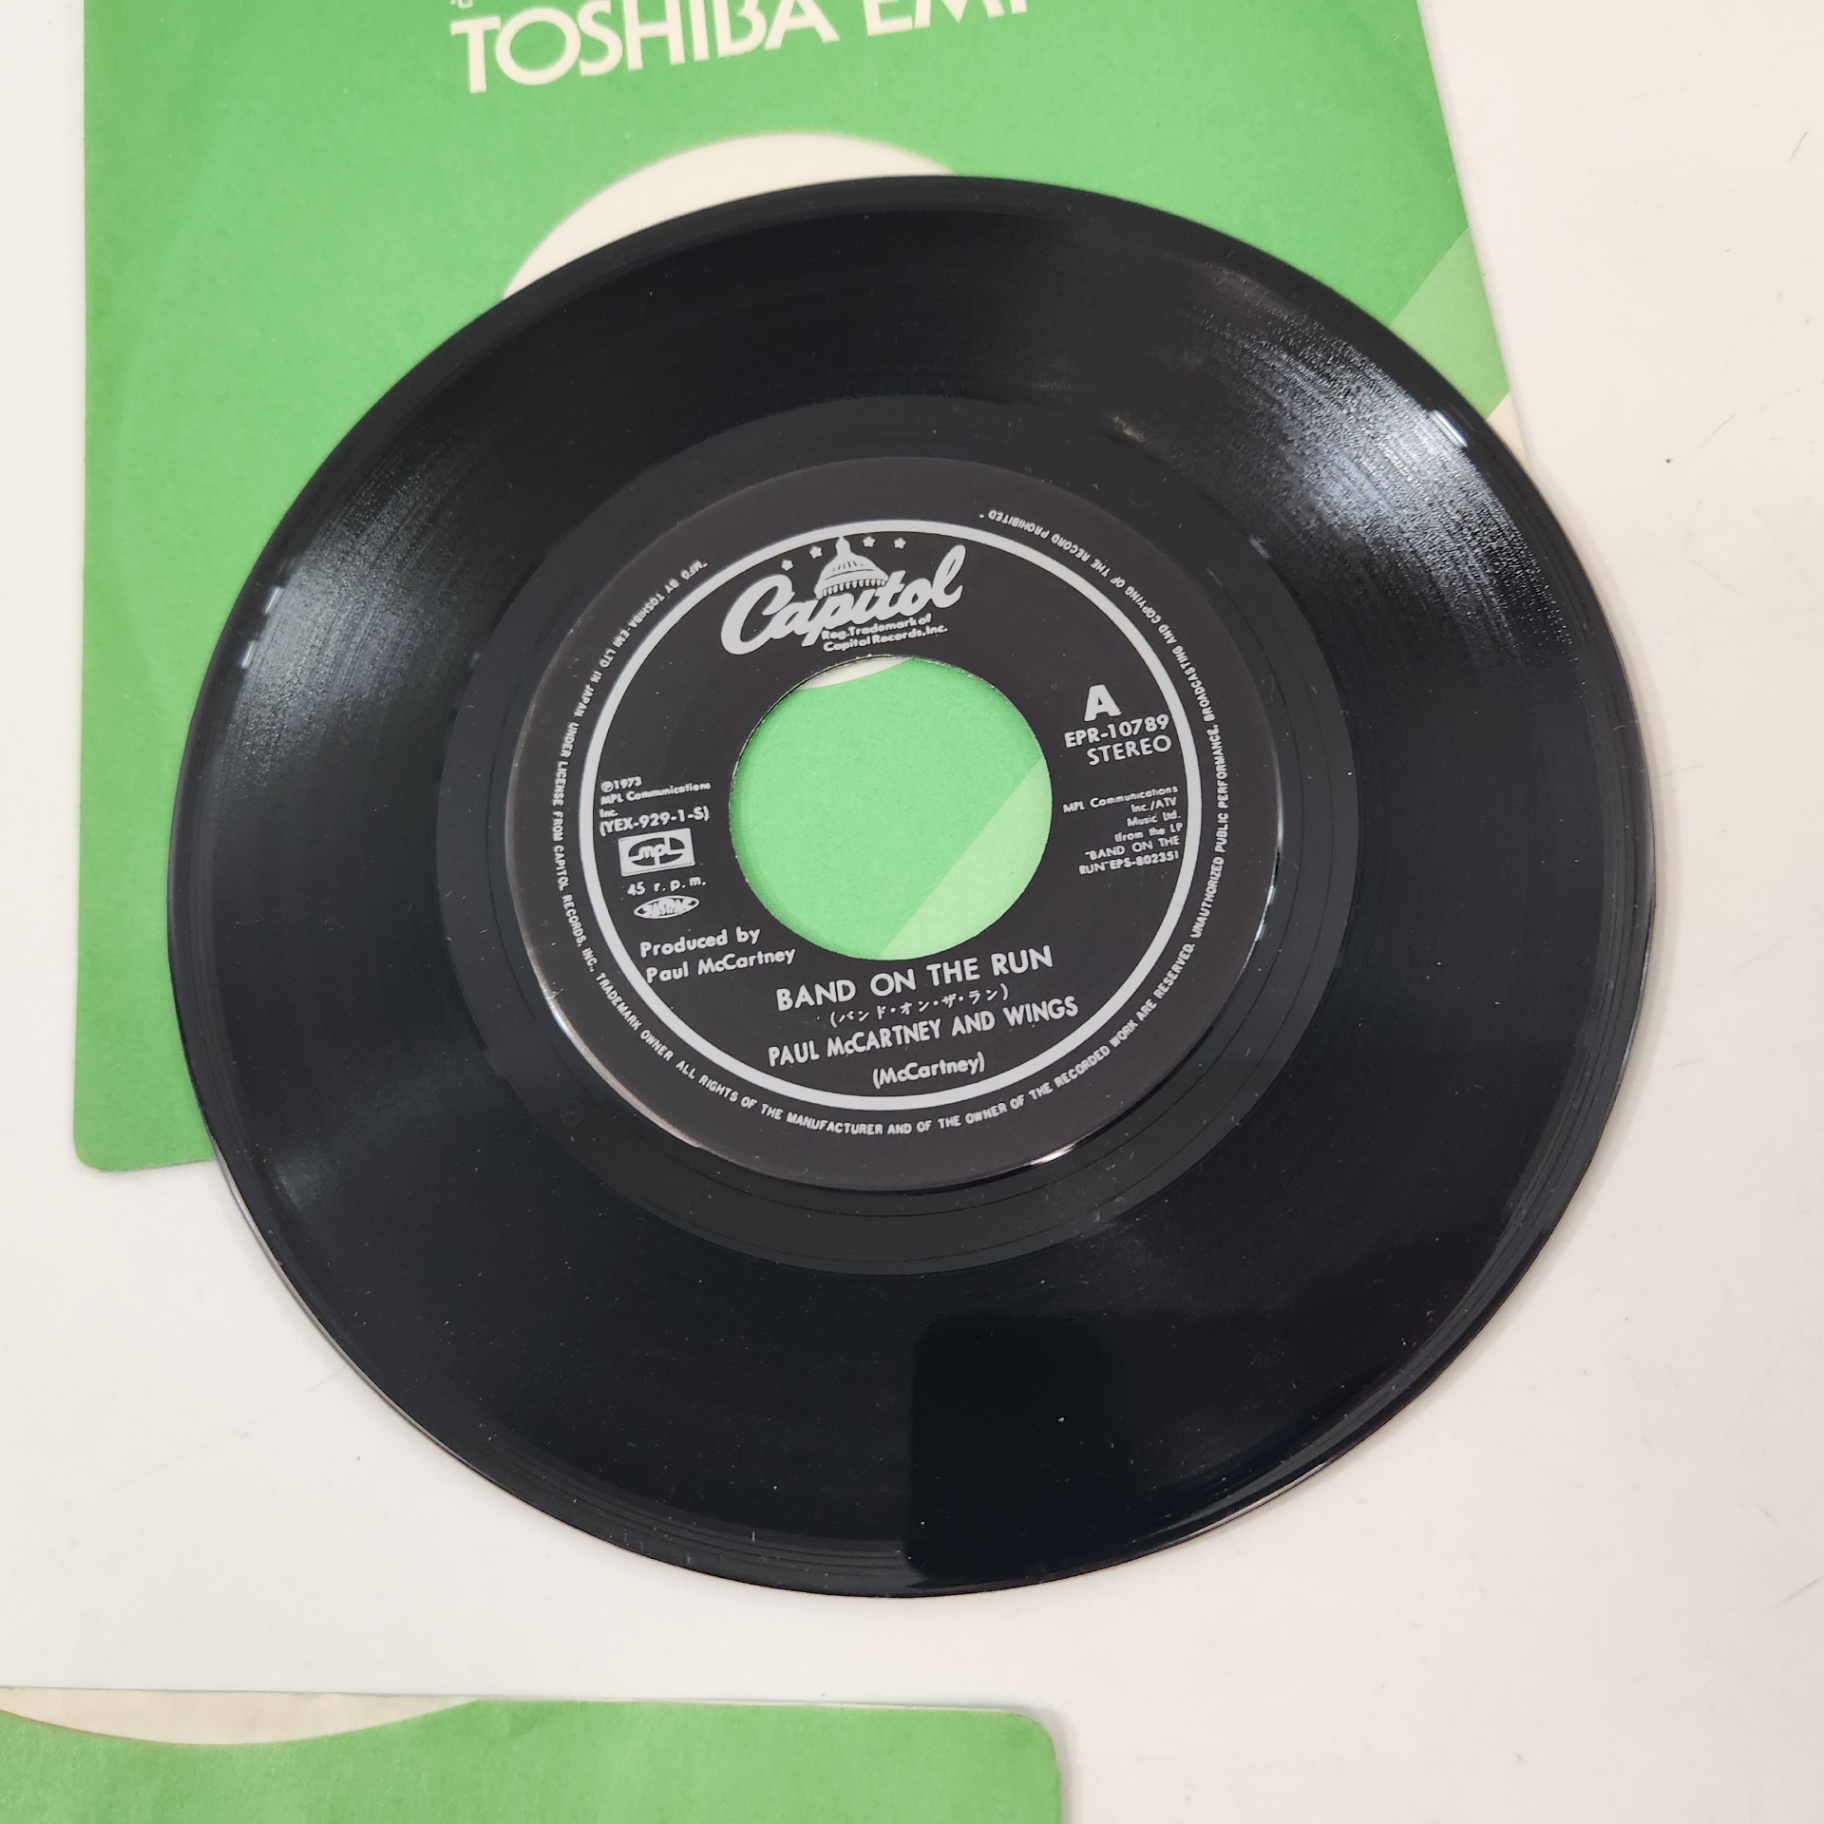 TOSHIBA EMI
Capitol
Reg. Trademark of
Capitol Records, Inc.
A
EPR-10789
STEREO
℗1973
MPL Communications
Inc.
(YEX-929-1-S)
mpl
45 r.p.m.
JASRAC
MPL Communications
Inc./ATV
Music Ltd.
(from the LP
"BAND ON THE
RUN"EPS-80235)
Produced by
Paul McCartney
BAND ON THE RUN
(バンド・オン・ザ・ラン)
PAUL McCARTNEY AND WINGS
(McCartney)
"MFD BY TOSHIBA-EMI LTD IN JAPAN UNDER LICENSE FROM CAPITOL RECORDS, INC., TRADEMARK OWNER ALL RIGHTS OF THE MANUFACTURER AND OF THE OWNER OF THE RECORDED WORK ARE RESERVED. UNAUTHORIZED PUBLIC PERFORMANCE, BROADCASTING AND COPYING OF THE RECORD PROHIBITED"